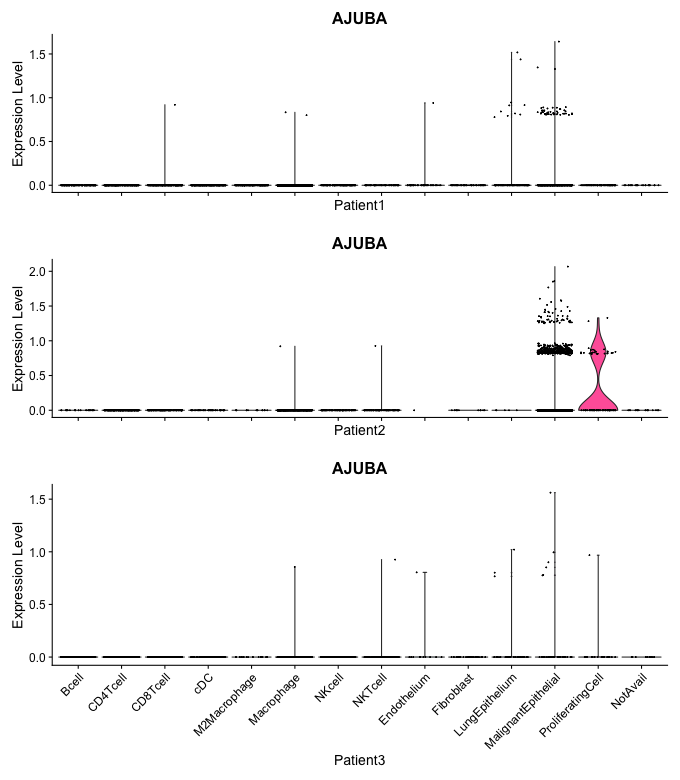 AJUBA
Expression Level
1.5
1.0
0.5
0.0
Patient1
AJUBA
Expression Level
2.0
1.5
1.0
0.5
0.0
Patient2
AJUBA
Expression Level
1.5
1.0
0.5
0.0
Bcell
CD4Tcell
CD8Tcell
cDC
M2Macrophage
Macrophage
NKcell
NKTcell
Endothelium
Fibroblast
LungEpithelium
MalignantEpithelial
ProliferatingCell
NotAvail
Patient3